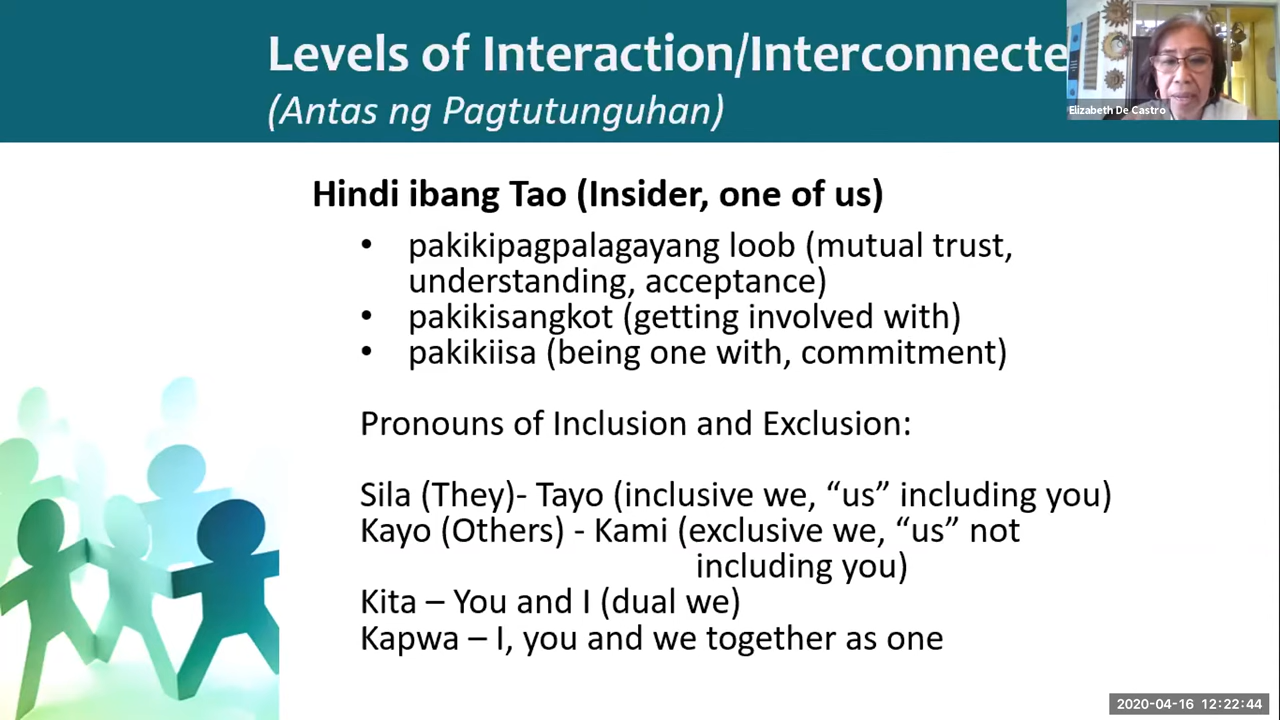 Levels of Interaction/Interconnecte
(Antas ng Pagtutunguhan)
Elizabeth De Castro
Hindi ibang Tao (Insider, one of us)
• pakikipagpalagayang loob (mutual trust,
understanding, acceptance)
• pakikisangkot (getting involved with)
• pakikiisa (being one with, commitment)
Pronouns of Inclusion and Exclusion:
Sila (They)- Tayo (inclusive we, “us” including you)
Kayo (Others) - Kami (exclusive we, “us” not
including you)
Kita – You and I (dual we)
Kapwa – I, you and we together as one
2020-04-16 12:22:44